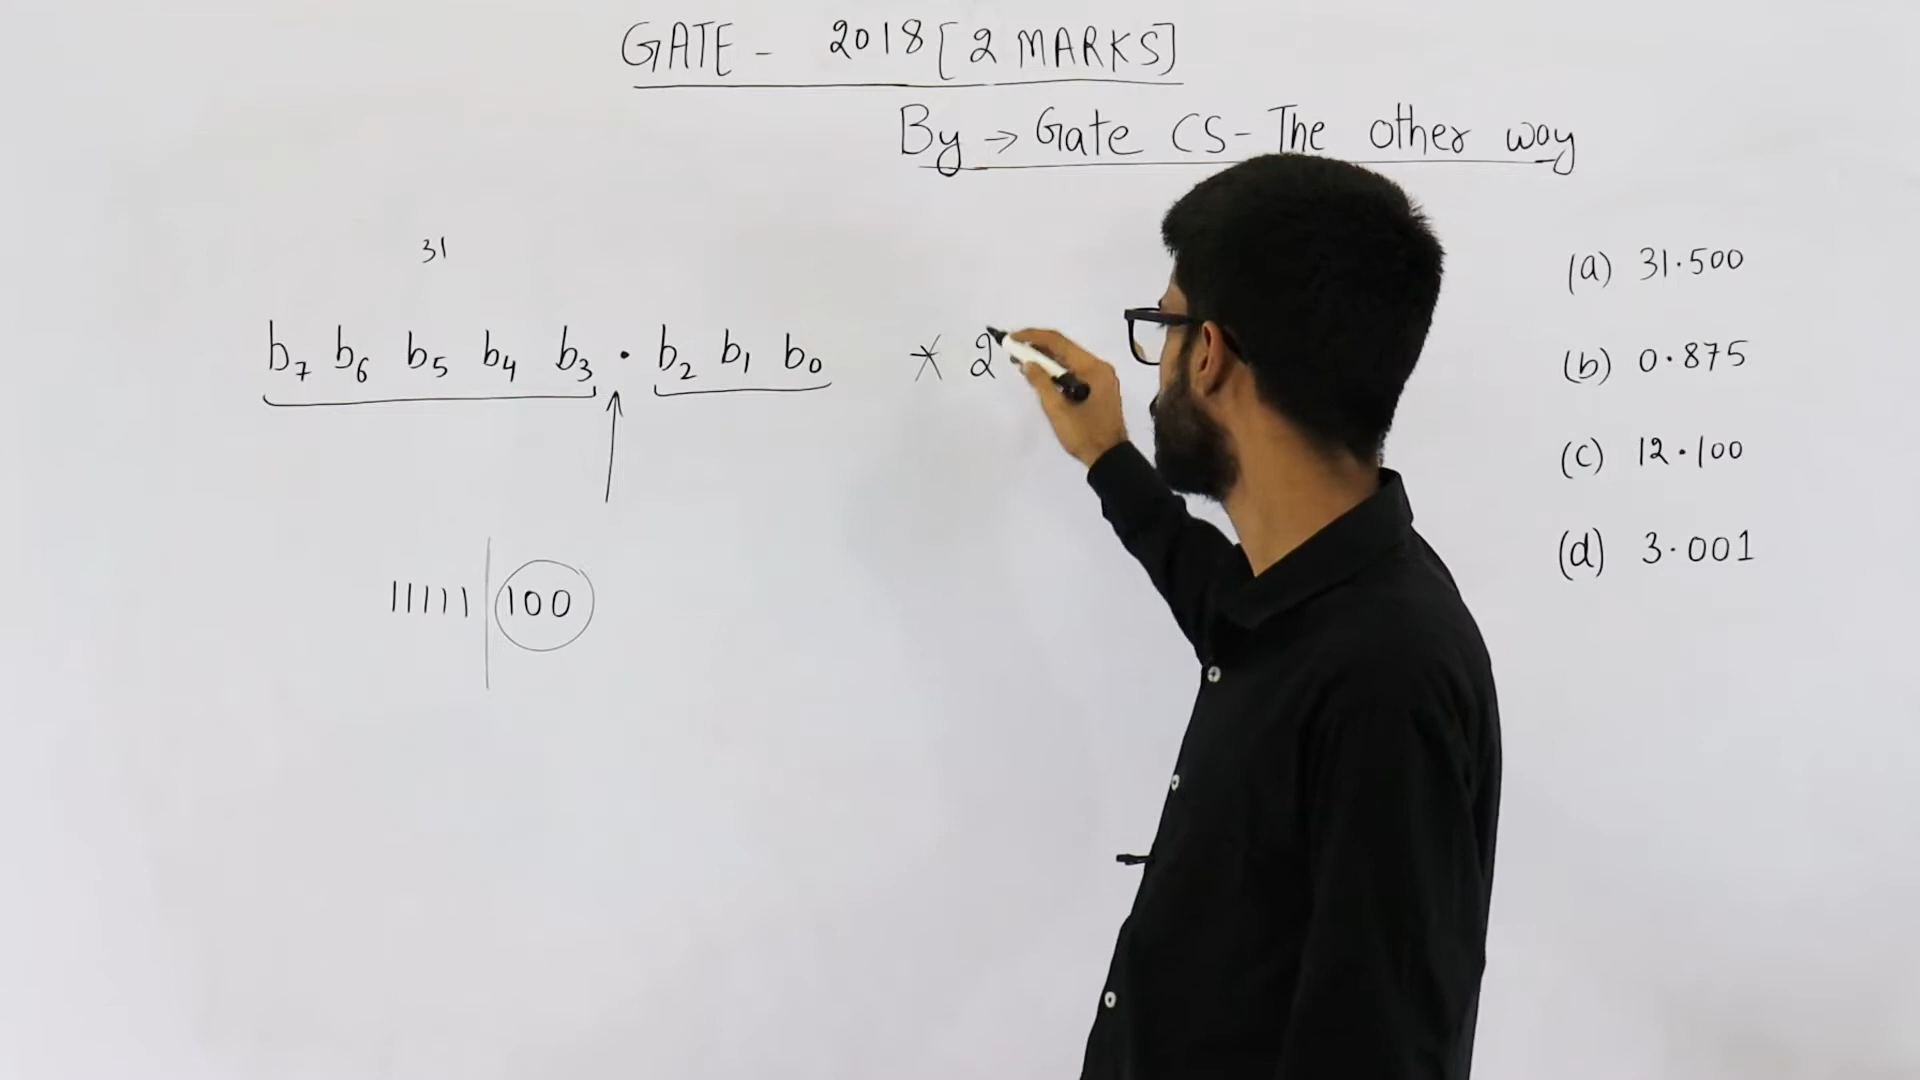 GATE - 2018 [2 MARKS]
By → Gate CS - The other way
31
b7 b6 b5 b4 b3 . b2 b1 b0 * 2
11111 | 100
(a) 31.500
(b) 0.875
(c) 12.100
(d) 3.001